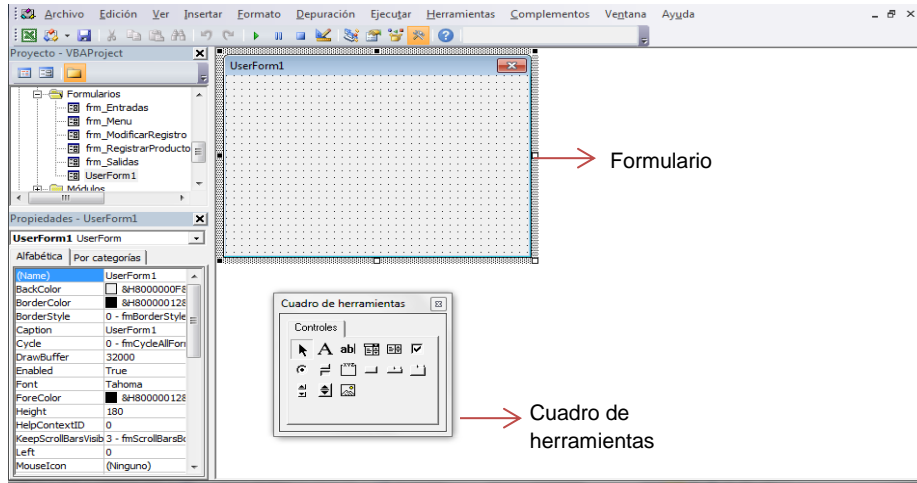 Archivo Edición Ver Insertar Formato Depuración Ejecutar Herramientas Complementos Ventana Ayuda
Proyecto - VBAProject
Formularios
frm_Entradas
frm_Menu
frm_ModificarRegistro
frm_RegistrarProducto
frm_Salidas
UserForm1
Módulos
UserForm1
Formulario
Propiedades - UserForm1
UserForm1 UserForm
Alfabética Por categorías
(Name) UserForm1
BackColor &H8000000F&
BorderColor &H80000012&
BorderStyle 0 - fmBorderStyle
Caption UserForm1
Cycle 0 - fmCycleAllForm
DrawBuffer 32000
Enabled True
Font Tahoma
ForeColor &H80000012&
Height 180
HelpContextID 0
KeepScrollBarsVisib 3 - fmScrollBarsBo
Left 0
MouseIcon (Ninguno)
Cuadro de herramientas
Controles
A abl
XYZ
Cuadro de
herramientas